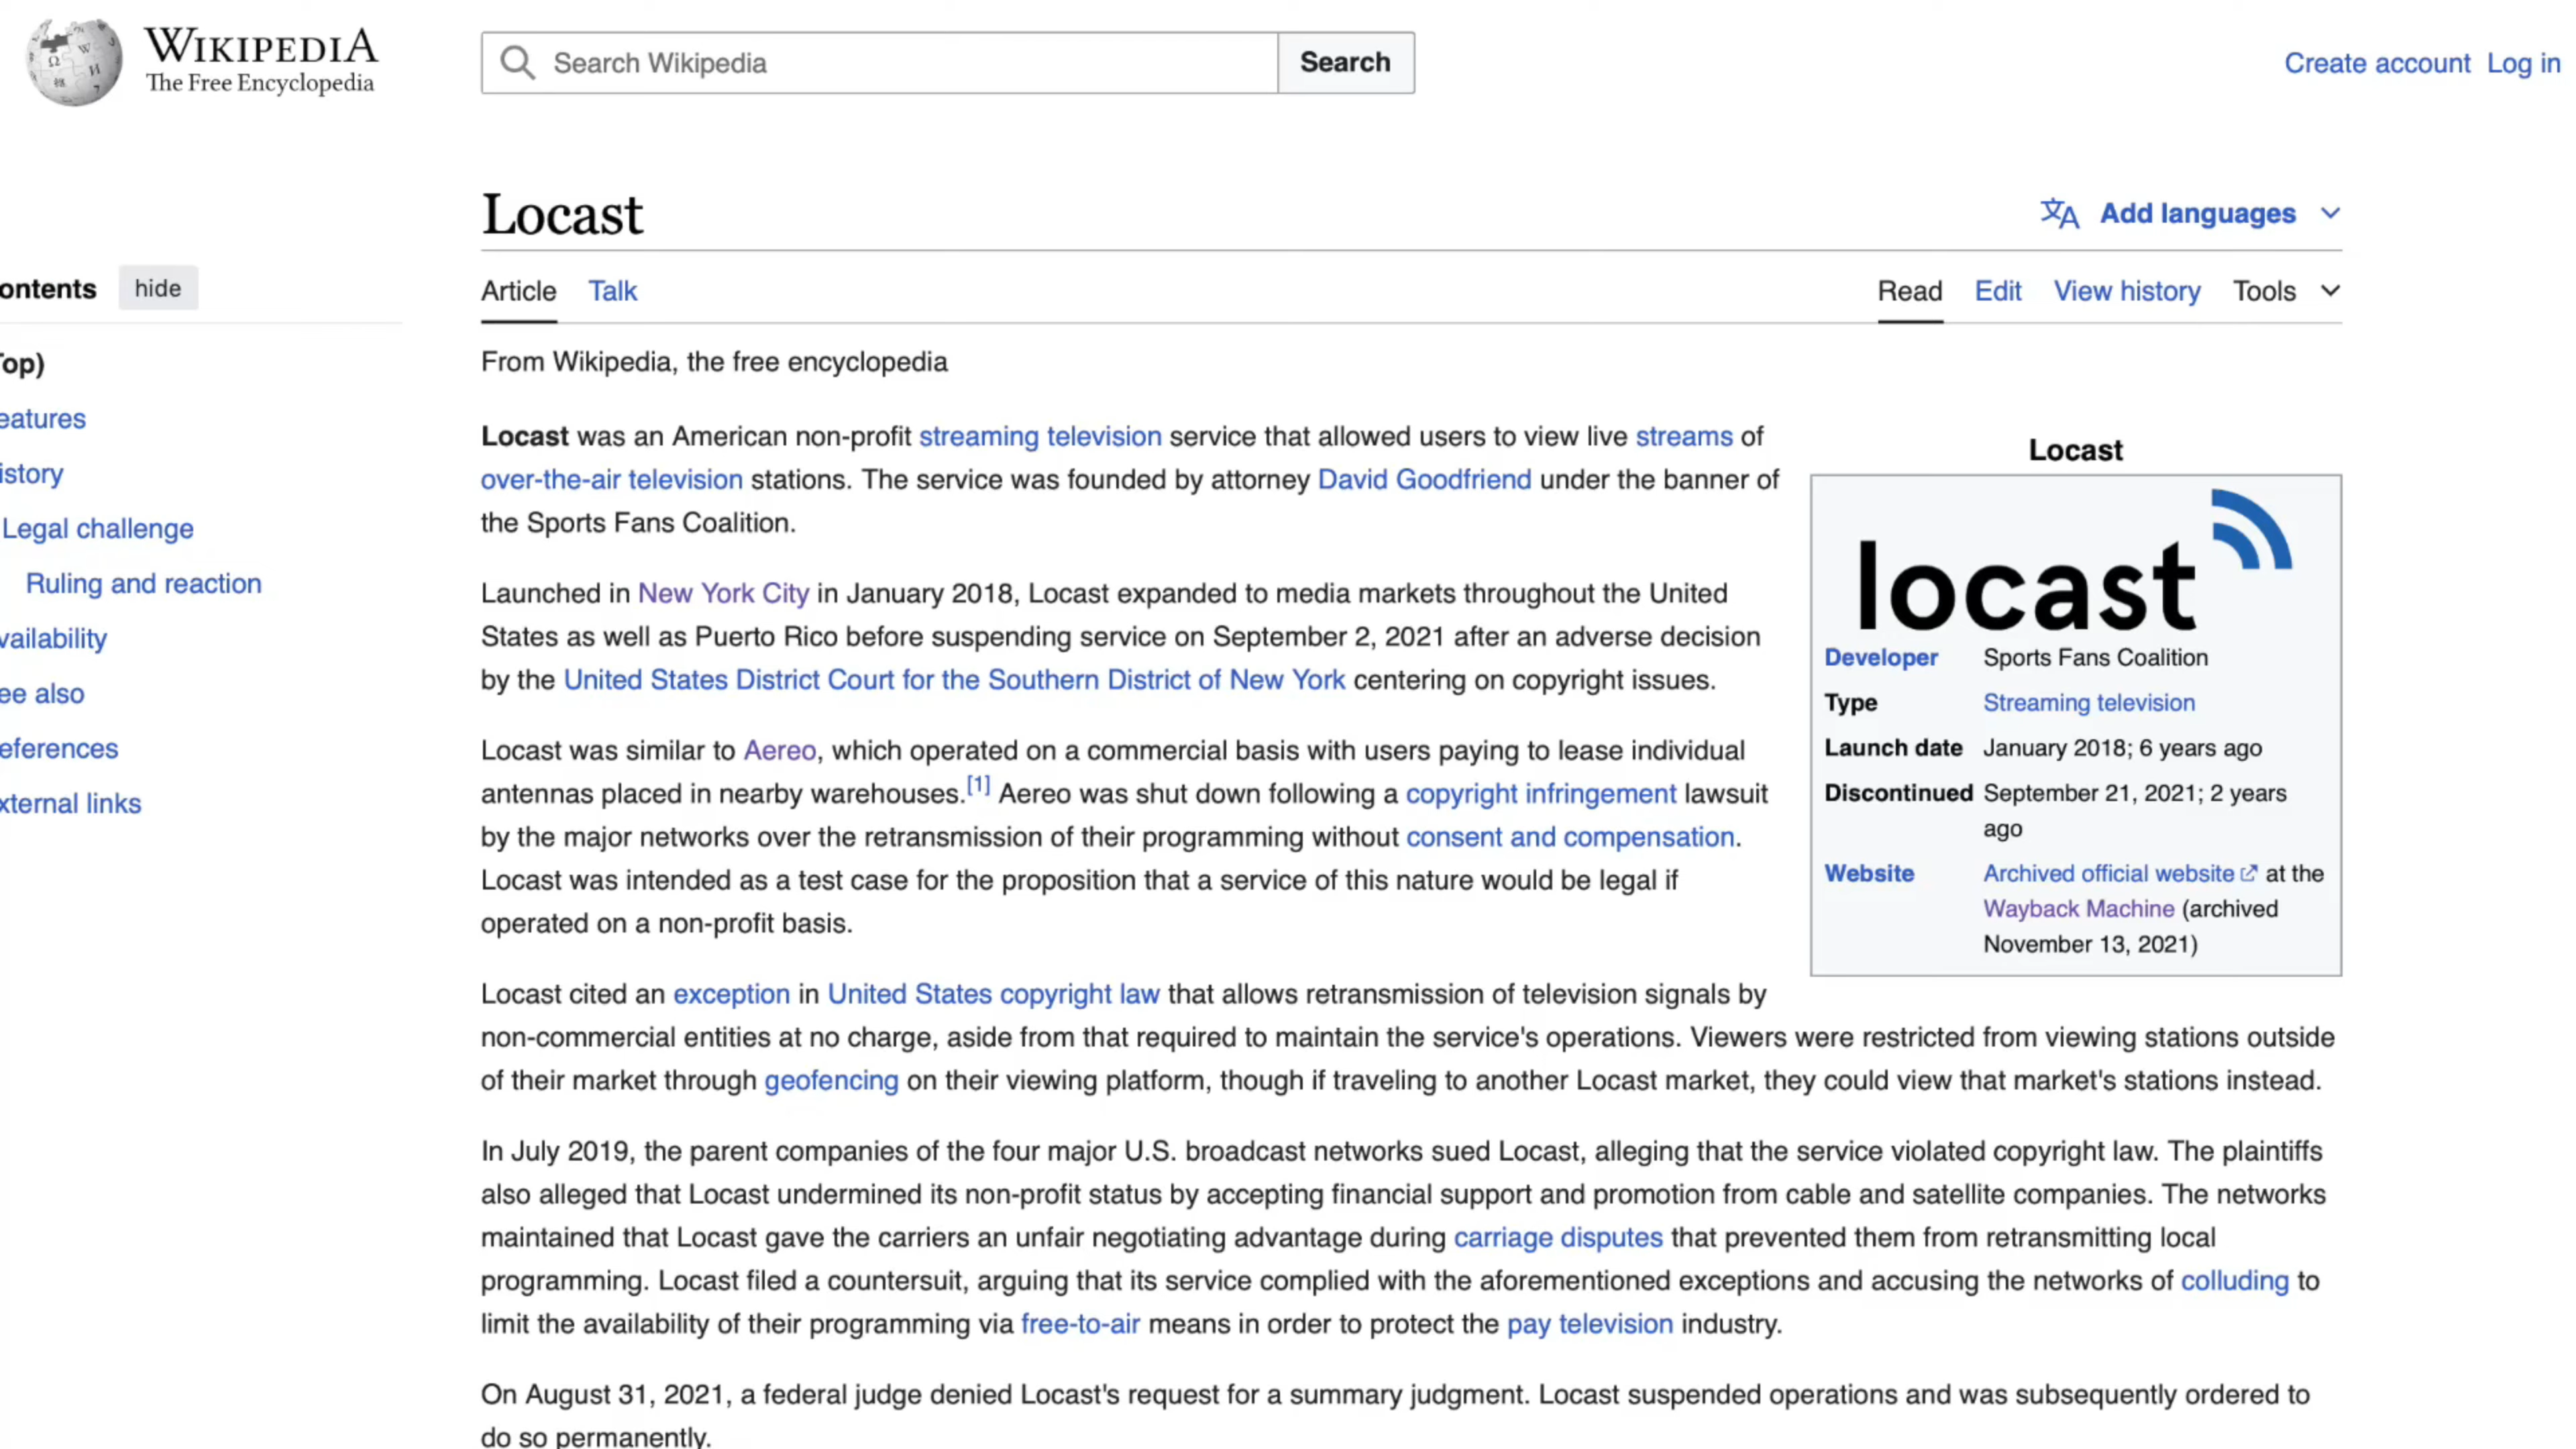 WIKIPEDIA
The Free Encyclopedia
Search Wikipedia
Search
Create account Log in
Locast
Add languages
ontents hide
Article Talk
Read Edit View history Tools
op)
eatures
istory
Legal challenge
Ruling and reaction
vailability
ee also
eferences
xternal links
From Wikipedia, the free encyclopedia
Locast was an American non-profit streaming television service that allowed users to view live streams of
over-the-air television stations. The service was founded by attorney David Goodfriend under the banner of
the Sports Fans Coalition.
Launched in New York City in January 2018, Locast expanded to media markets throughout the United
States as well as Puerto Rico before suspending service on September 2, 2021 after an adverse decision
by the United States District Court for the Southern District of New York centering on copyright issues.
Locast was similar to Aereo, which operated on a commercial basis with users paying to lease individual
antennas placed in nearby warehouses.[1] Aereo was shut down following a copyright infringement lawsuit
by the major networks over the retransmission of their programming without consent and compensation.
Locast was intended as a test case for the proposition that a service of this nature would be legal if
operated on a non-profit basis.
Locast cited an exception in United States copyright law that allows retransmission of television signals by
non-commercial entities at no charge, aside from that required to maintain the service's operations. Viewers were restricted from viewing stations outside
of their market through geofencing on their viewing platform, though if traveling to another Locast market, they could view that market's stations instead.
In July 2019, the parent companies of the four major U.S. broadcast networks sued Locast, alleging that the service violated copyright law. The plaintiffs
also alleged that Locast undermined its non-profit status by accepting financial support and promotion from cable and satellite companies. The networks
maintained that Locast gave the carriers an unfair negotiating advantage during carriage disputes that prevented them from retransmitting local
programming. Locast filed a countersuit, arguing that its service complied with the aforementioned exceptions and accusing the networks of colluding to
limit the availability of their programming via free-to-air means in order to protect the pay television industry.
On August 31, 2021, a federal judge denied Locast's request for a summary judgment. Locast suspended operations and was subsequently ordered to
do so permanently.
Locast
locast
Developer Sports Fans Coalition
Type Streaming television
Launch date January 2018; 6 years ago
Discontinued September 21, 2021; 2 years
ago
Website Archived official website at the
Wayback Machine (archived
November 13, 2021)